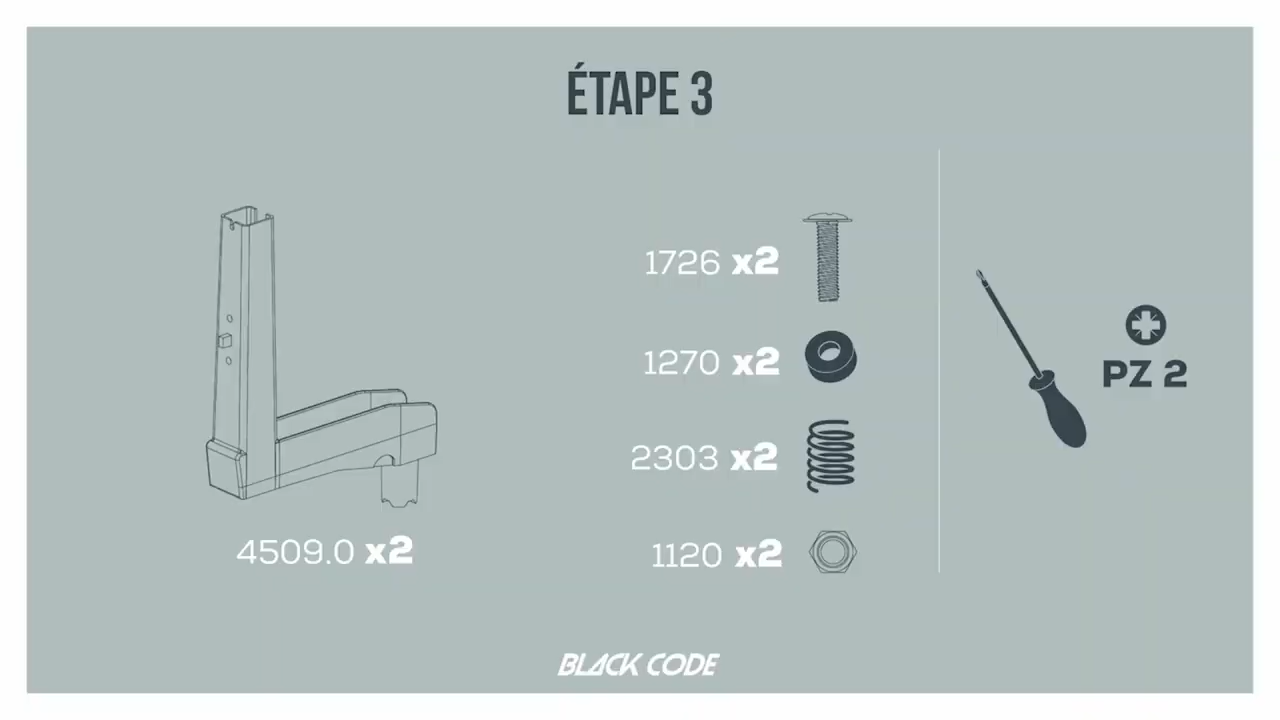 ÉTAPE 3
1726 x2
1270 x2
2303 x2
1120 x2
4509.0 x2
PZ 2
BLACK CODE